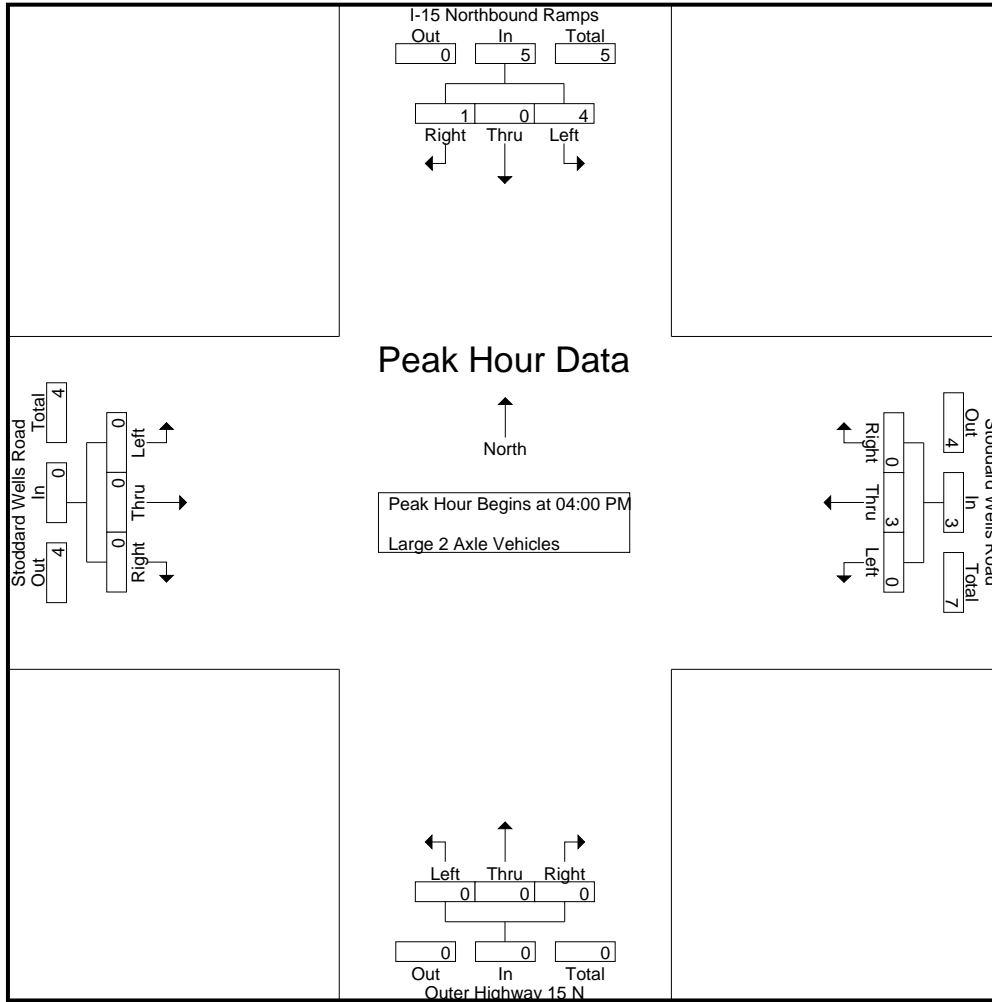 I-15 Northbound Ramps
Out In Total
0 5 5
1 0 4
Right Thru Left
Peak Hour Data
North
Peak Hour Begins at 04:00 PM
Large 2 Axle Vehicles
Stoddard Wells Road
Out In Total
4 0 4
0 0 0
Left Thru Right
Stoddard Wells Road
Out In Total
4 3 7
0 3 0
Right Thru Left
Left Thru Right
0 0 0
0 0 0
Out In Total
Outer Highway 15 N